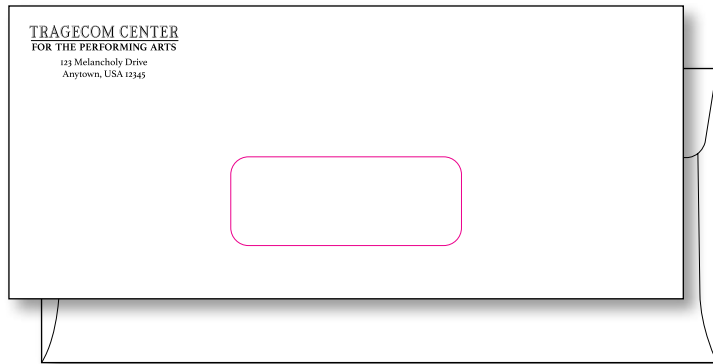 TRAGECOM CENTER
FOR THE PERFORMING ARTS
123 Melancholy Drive
Anytown, USA 12345